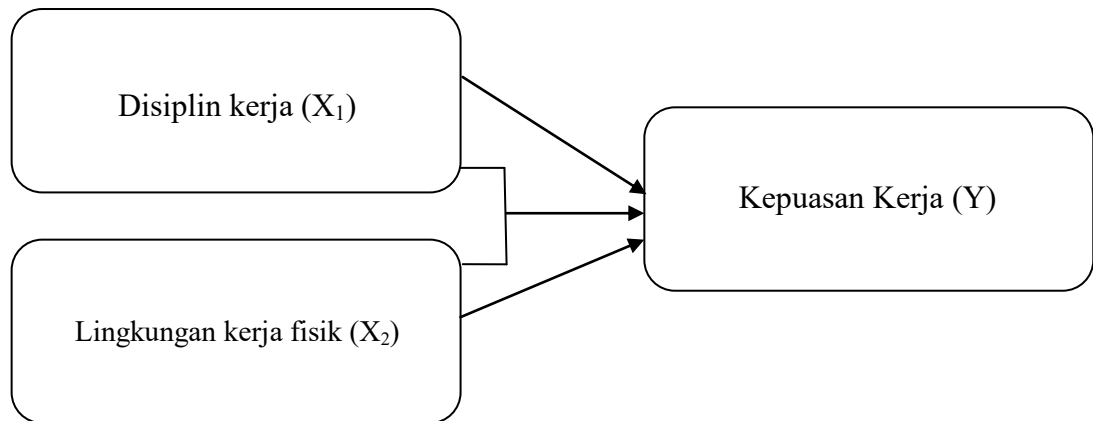 Disiplin kerja (X₁)
Kepuasan Kerja (Y)
Lingkungan kerja fisik (X₂)